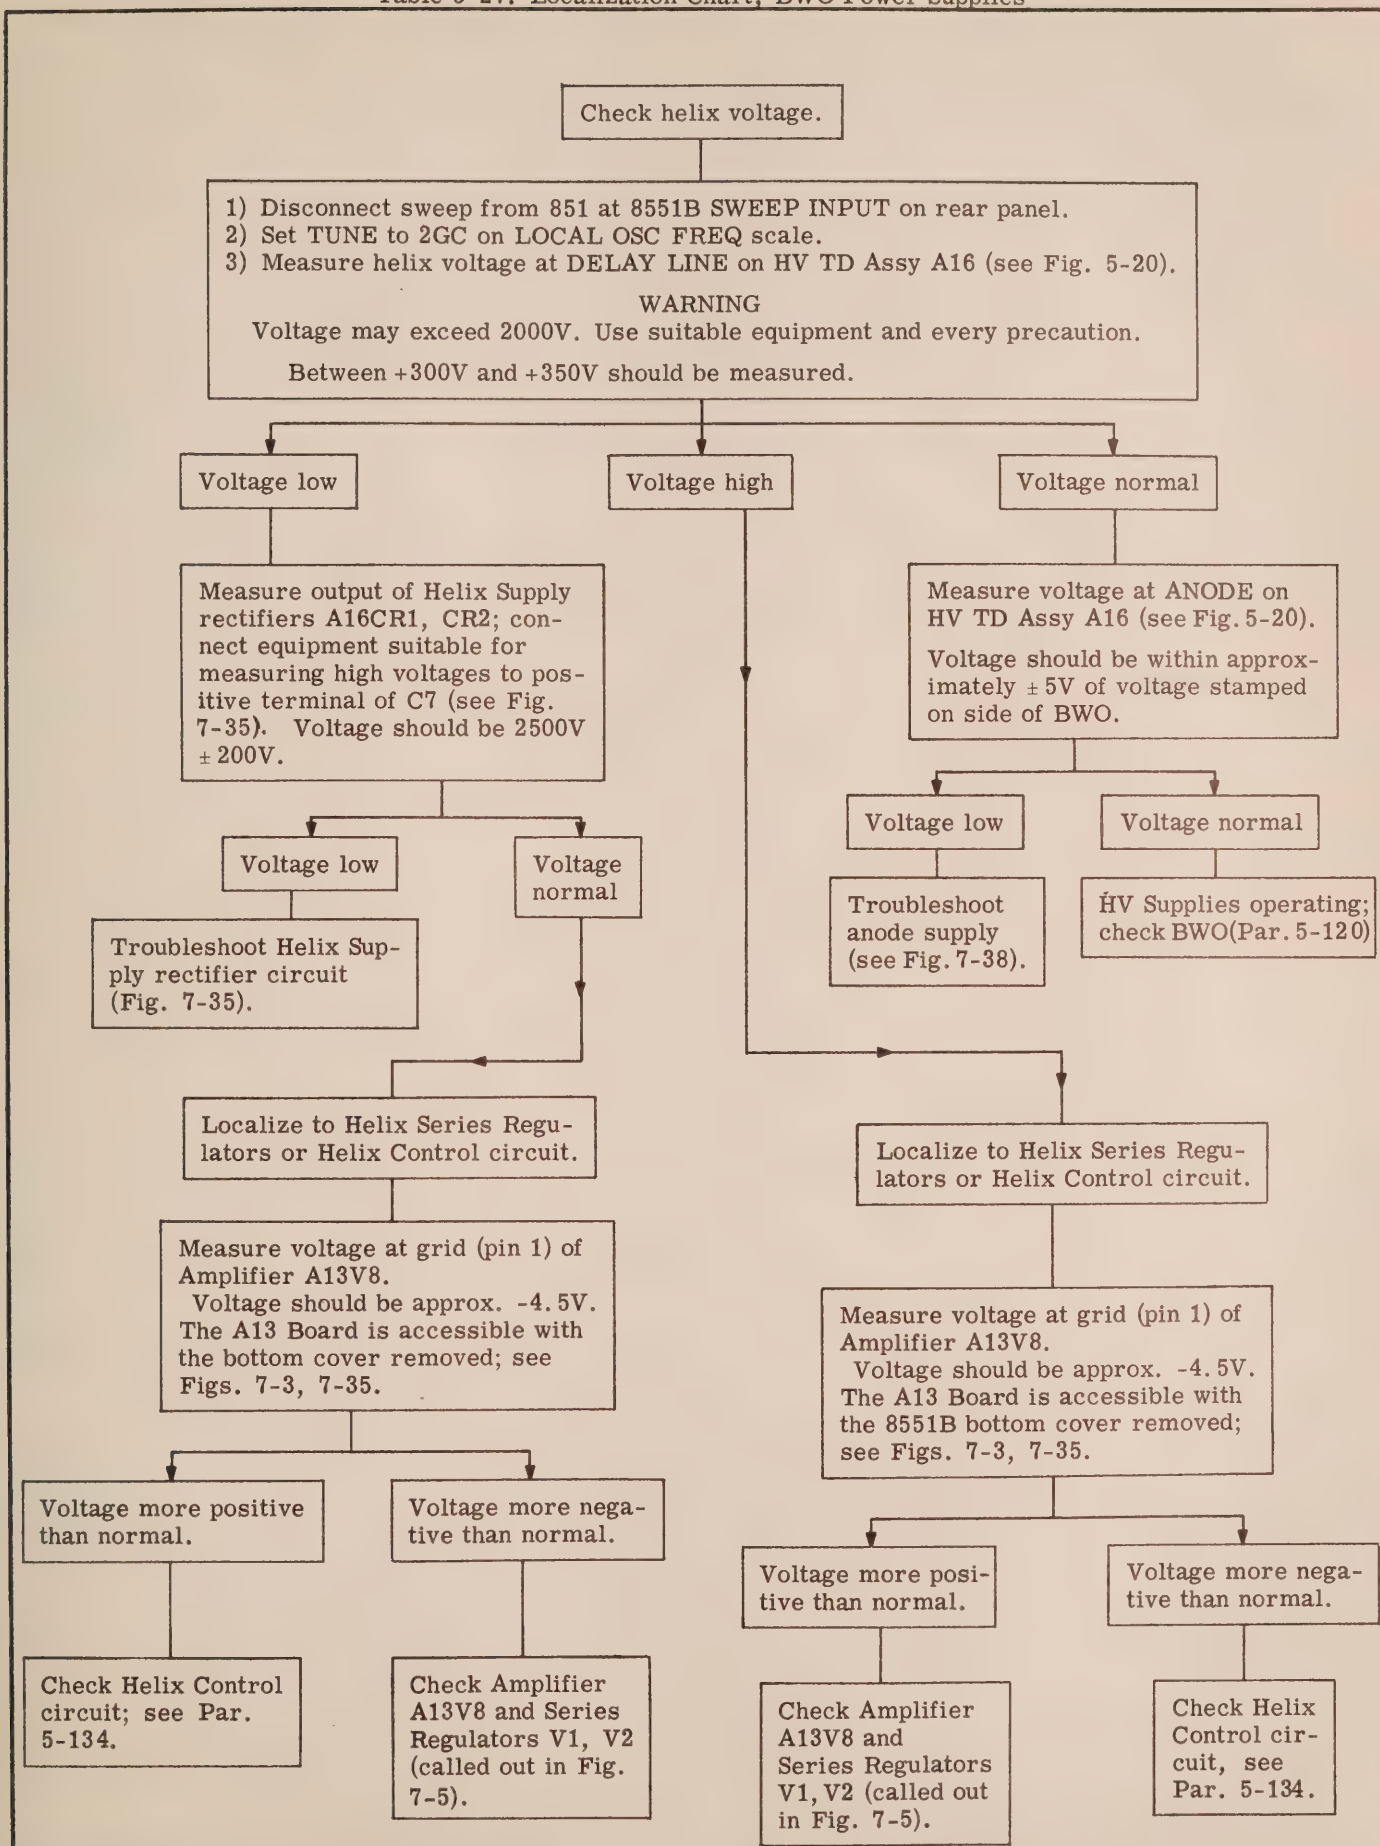 Table 5-27. Localization Chart, BWO Power Supplies
Check helix voltage.
1) Disconnect sweep from 851 at 8551B SWEEP INPUT on rear panel.
2) Set TUNE to 2GC on LOCAL OSC FREQ scale.
3) Measure helix voltage at DELAY LINE on HV TD Assy A16 (see Fig. 5-20).
WARNING
Voltage may exceed 2000V. Use suitable equipment and every precaution.
Between +300V and +350V should be measured.
Voltage low
Voltage high
Voltage normal
Measure output of Helix Supply
rectifiers A16CR1, CR2; con-
nect equipment suitable for
measuring high voltages to pos-
itive terminal of C7 (see Fig.
7-35). Voltage should be 2500V
± 200V.
Measure voltage at ANODE on
HV TD Assy A16 (see Fig. 5-20).
Voltage should be within approx-
imately ± 5V of voltage stamped
on side of BWO.
Voltage low
Voltage
normal
Voltage low
Voltage normal
Troubleshoot Helix Sup-
ply rectifier circuit
(Fig. 7-35).
Troubleshoot
anode supply
(see Fig. 7-38).
HV Supplies operating;
check BWO(Par. 5-120)
Localize to Helix Series Regu-
lators or Helix Control circuit.
Localize to Helix Series Regu-
lators or Helix Control circuit.
Measure voltage at grid (pin 1) of
Amplifier A13V8.
Voltage should be approx. -4.5V.
The A13 Board is accessible with
the bottom cover removed; see
Figs. 7-3, 7-35.
Measure voltage at grid (pin 1) of
Amplifier A13V8.
Voltage should be approx. -4.5V.
The A13 Board is accessible with
the 8551B bottom cover removed;
see Figs. 7-3, 7-35.
Voltage more positive
than normal.
Voltage more nega-
tive than normal.
Voltage more posi-
tive than normal.
Voltage more nega-
tive than normal.
Check Helix Control
circuit; see Par.
5-134.
Check Amplifier
A13V8 and Series
Regulators V1, V2
(called out in Fig.
7-5).
Check Amplifier
A13V8 and
Series Regulators
V1, V2 (called out
in Fig. 7-5).
Check Helix
Control cir-
cuit, see
Par. 5-134.